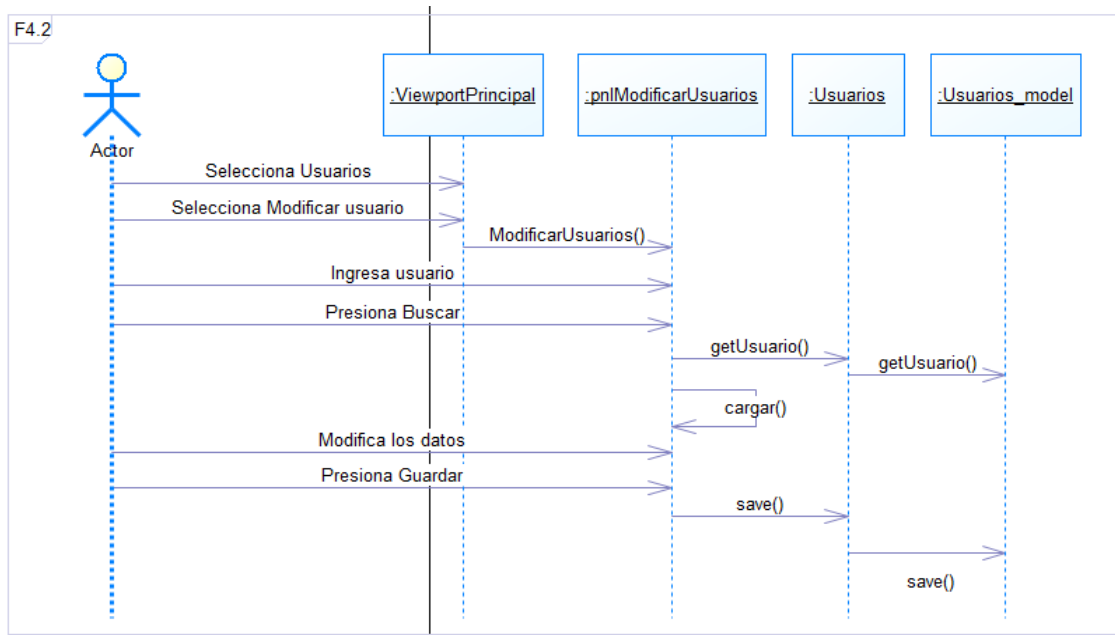 F4.2
:ViewportPrincipal
:pnlModificarUsuarios
:Usuarios
:Usuarios_model
Actor
Selecciona Usuarios
Selecciona Modificar usuario
ModificarUsuarios()
Ingresa usuario
Presiona Buscar
getUsuario()
getUsuario()
cargar()
Modifica los datos
Presiona Guardar
save()
save()